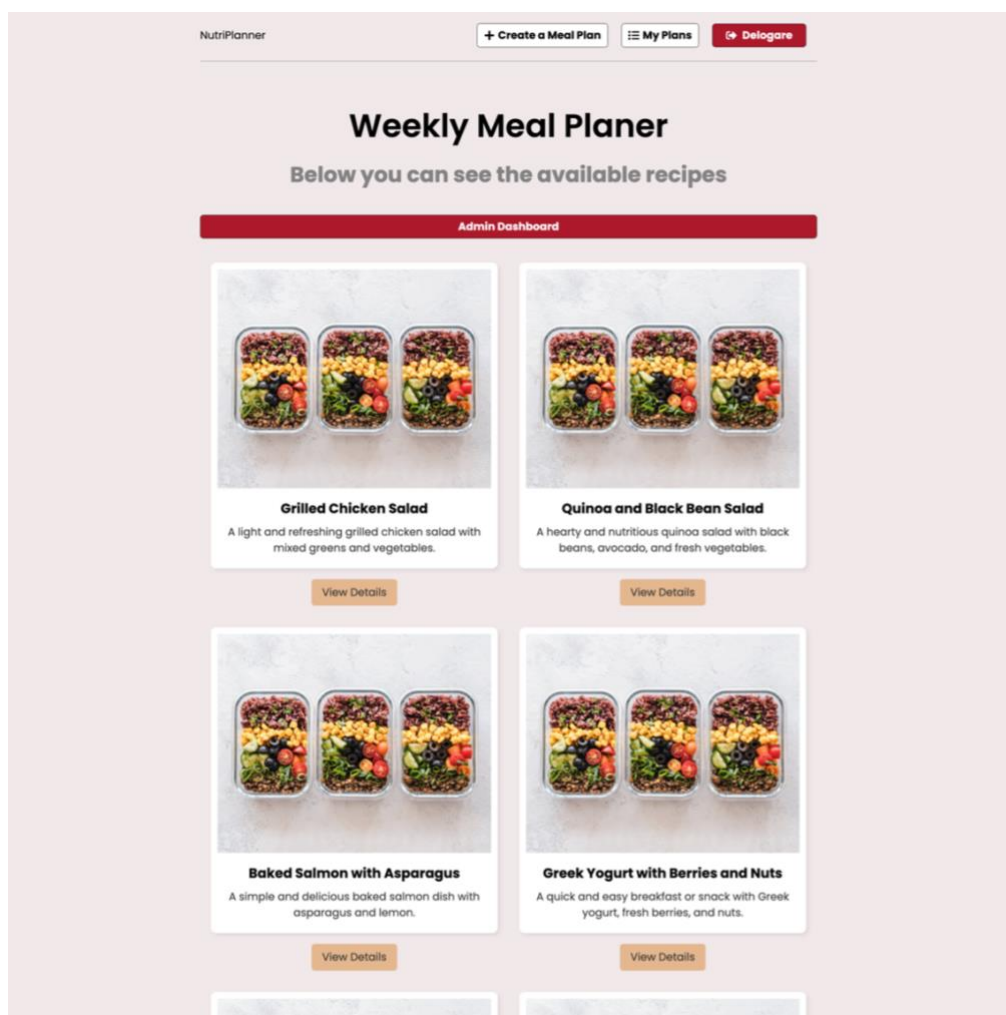 NutriPlanner
+ Create a Meal Plan
My Plans
Delogare
Weekly Meal Planer
Below you can see the available recipes
Admin Dashboard
Grilled Chicken Salad
A light and refreshing grilled chicken salad with
mixed greens and vegetables.
View Details
Quinoa and Black Bean Salad
A hearty and nutritious quinoa salad with black
beans, avocado, and fresh vegetables.
View Details
Baked Salmon with Asparagus
A simple and delicious baked salmon dish with
asparagus and lemon.
View Details
Greek Yogurt with Berries and Nuts
A quick and easy breakfast or snack with Greek
yogurt, fresh berries, and nuts.
View Details